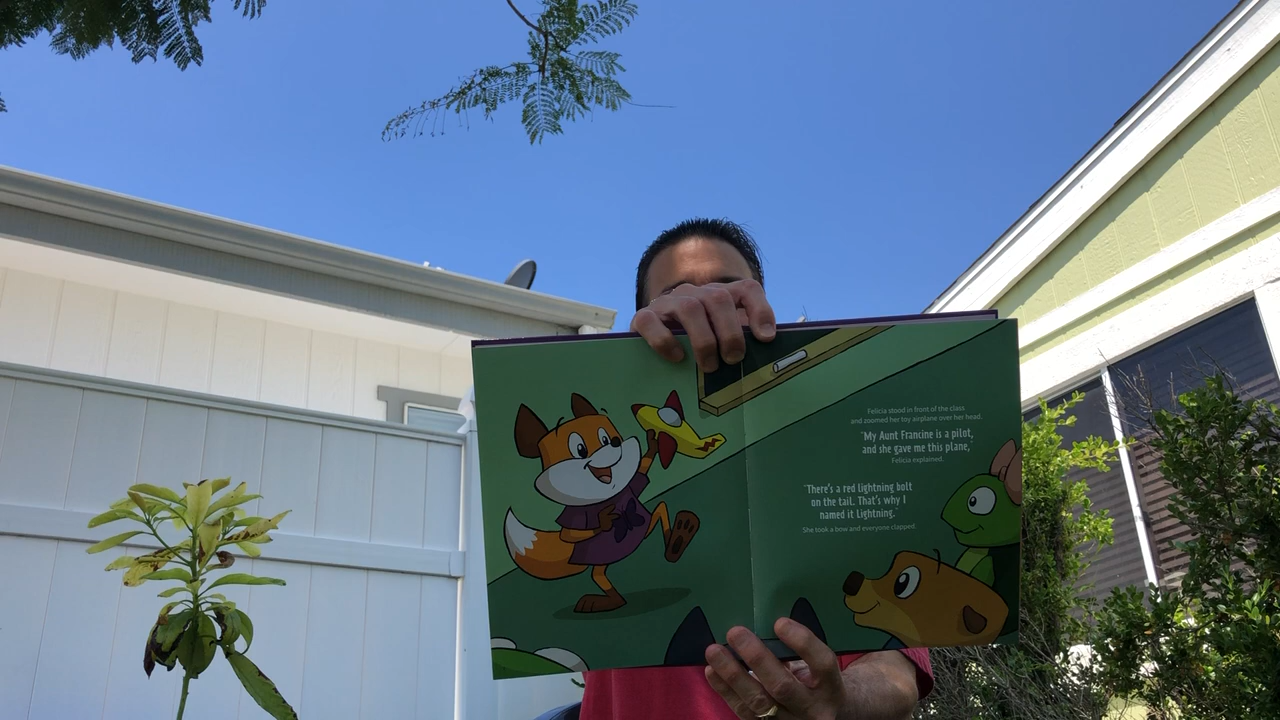 Felicia stood in front of the class
and zoomed her toy airplane over her head.
"My Aunt Francine is a pilot,
and she gave me this plane,
Felicia explained.
"There's a red lightning bolt
on the tail. That's why I
named it Lightning."
She took a bow and everyone clapped.